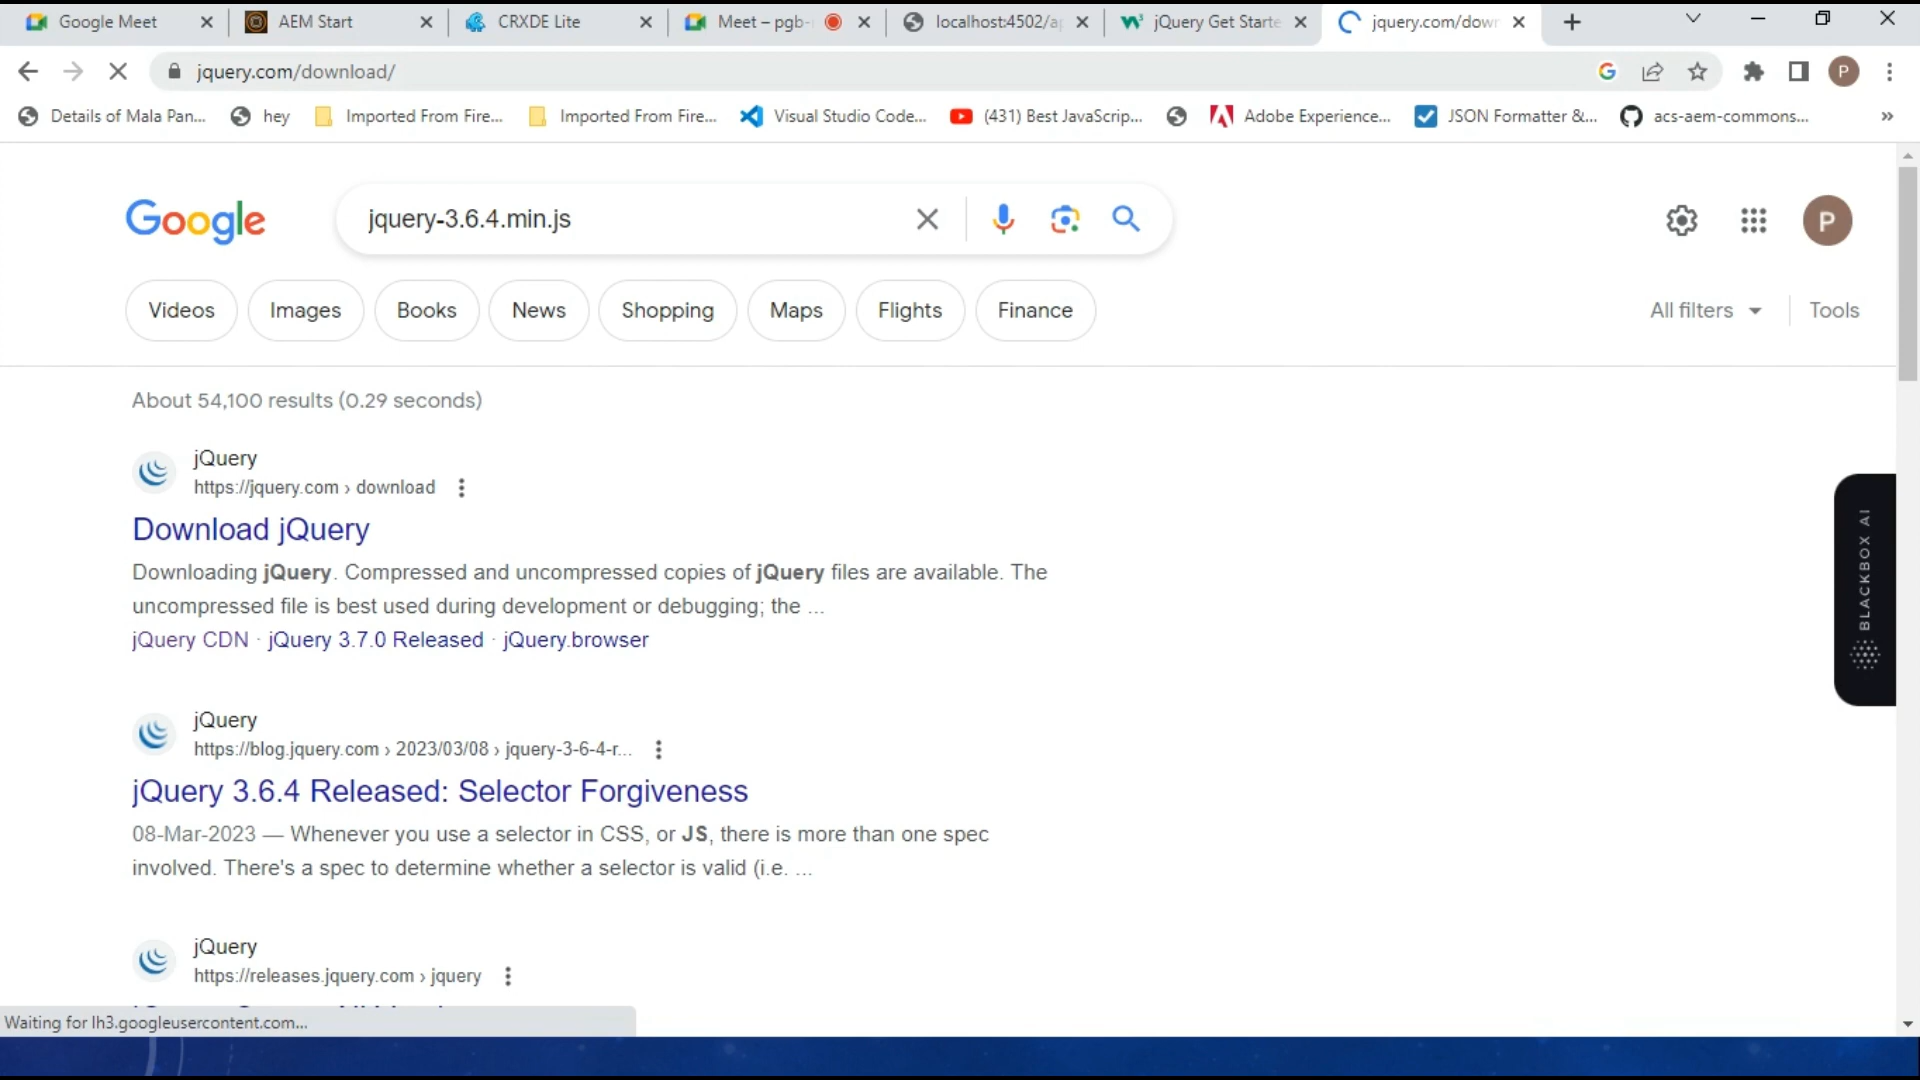 Google Meet
AEM Start
CRXDE Lite
Meet – pgb-
localhost:4502/a
jQuery Get Starte
jquery.com/down
jquery.com/download/
P
Details of Mala Pan...
hey
Imported From Fire...
Imported From Fire...
Visual Studio Code...
(431) Best JavaScrip...
Adobe Experience...
JSON Formatter &...
acs-aem-commons...
»
Google
jquery-3.6.4.min.js
P
Videos
Images
Books
News
Shopping
Maps
Flights
Finance
All filters
Tools
About 54,100 results (0.29 seconds)
jQuery
https://jquery.com › download
Download jQuery
Downloading jQuery. Compressed and uncompressed copies of jQuery files are available. The
uncompressed file is best used during development or debugging; the ...
jQuery CDN · jQuery 3.7.0 Released · jQuery.browser
BLACKBOX AI
jQuery
https://blog.jquery.com › 2023/03/08 › jquery-3-6-4-r...
jQuery 3.6.4 Released: Selector Forgiveness
08-Mar-2023 — Whenever you use a selector in CSS, or JS, there is more than one spec
involved. There's a spec to determine whether a selector is valid (i.e. ...
jQuery
https://releases.jquery.com › jquery
Waiting for lh3.googleusercontent.com...